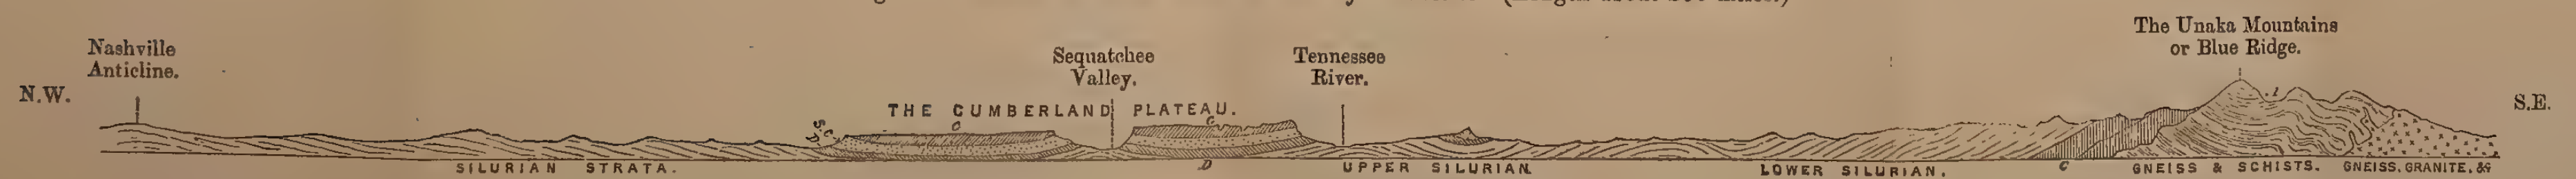 Nashville
Anticline.
N.W.
Sequatchee
Valley.
Tennessee
River.
The Unaka Mountains
or Blue Ridge.
S.E.
THE CUMBERLAND PLATEAU.
S.C.
D
C
C
SILURIAN STRATA.
D
UPPER SILURIAN.
LOWER SILURIAN.
C
GNEISS & SCHISTS.
GNEISS, GRANITE, &c